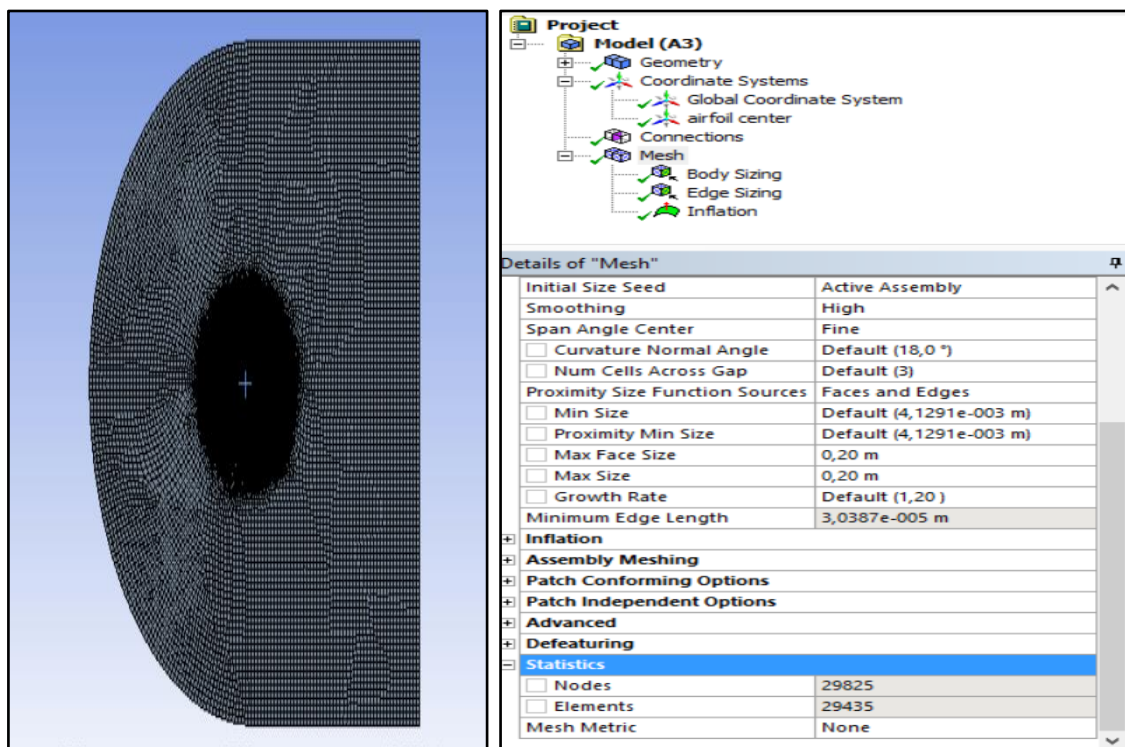 Project
Model (A3)
Geometry
Coordinate Systems
Global Coordinate System
airfoil center
Connections
Mesh
Body Sizing
Edge Sizing
Inflation
Details of "Mesh"
Initial Size Seed Active Assembly
Smoothing High
Span Angle Center Fine
Curvature Normal Angle Default (18,0 °)
Num Cells Across Gap Default (3)
Proximity Size Function Sources Faces and Edges
Min Size Default (4,1291e-003 m)
Proximity Min Size Default (4,1291e-003 m)
Max Face Size 0,20 m
Max Size 0,20 m
Growth Rate Default (1,20 )
Minimum Edge Length 3,0387e-005 m
Inflation
Assembly Meshing
Patch Conforming Options
Patch Independent Options
Advanced
Defeaturing
Statistics
Nodes 29825
Elements 29435
Mesh Metric None